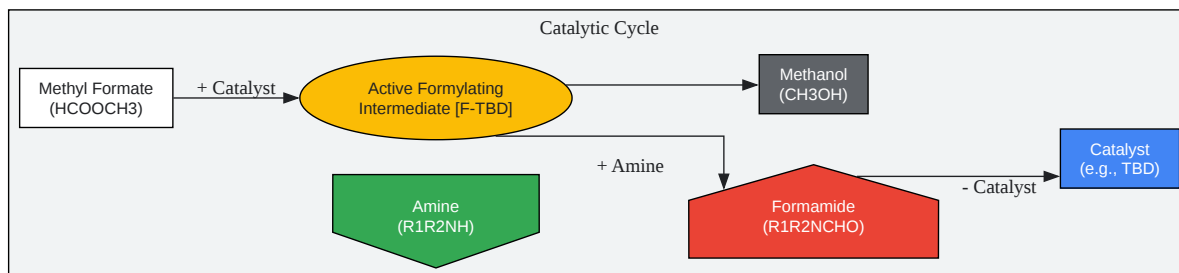 Catalytic Cycle
Methyl Formate
(HCOOCH3)
+ Catalyst
Active Formylating
Intermediate [F-TBD]
Methanol
(CH3OH)
+ Amine
Amine
(R1R2NH)
Formamide
(R1R2NCHO)
- Catalyst
Catalyst
(e.g., TBD)